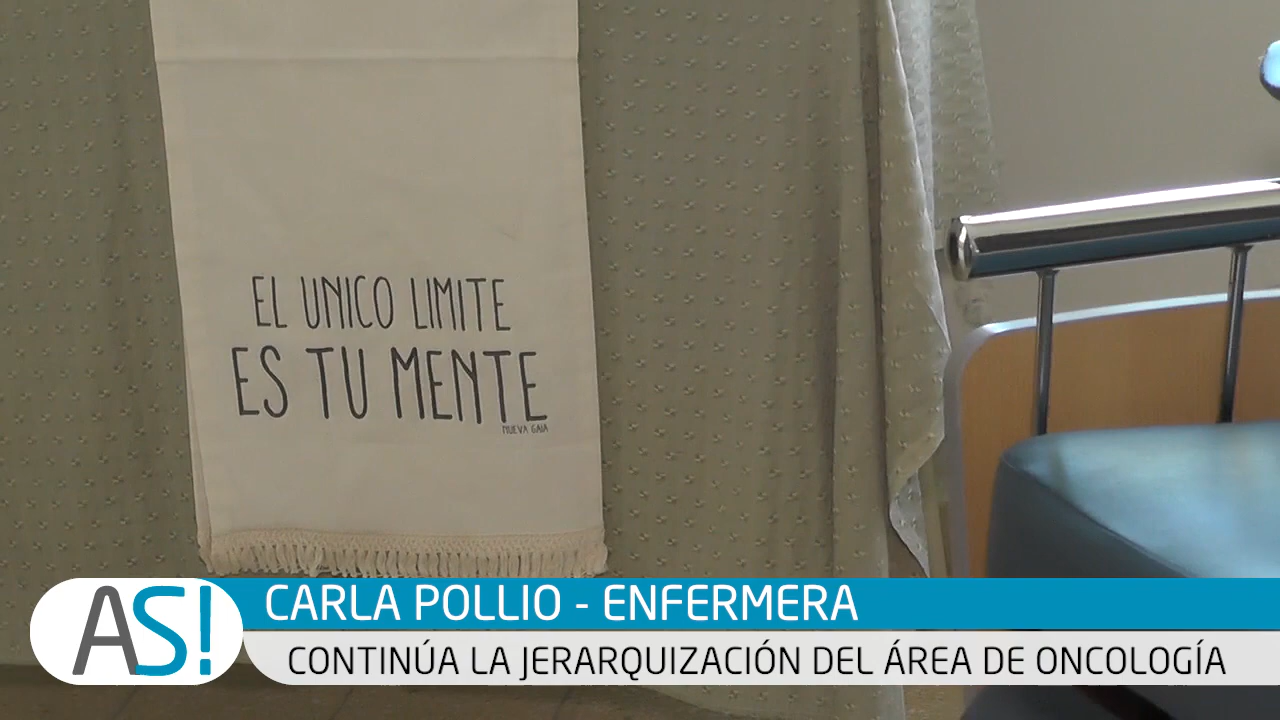 EL UNICO LIMITE
ES TU MENTE
NUEVA GAIA
AS!
CARLA POLLIO - ENFERMERA
CONTINÚA LA JERARQUIZACIÓN DEL ÁREA DE ONCOLOGÍA